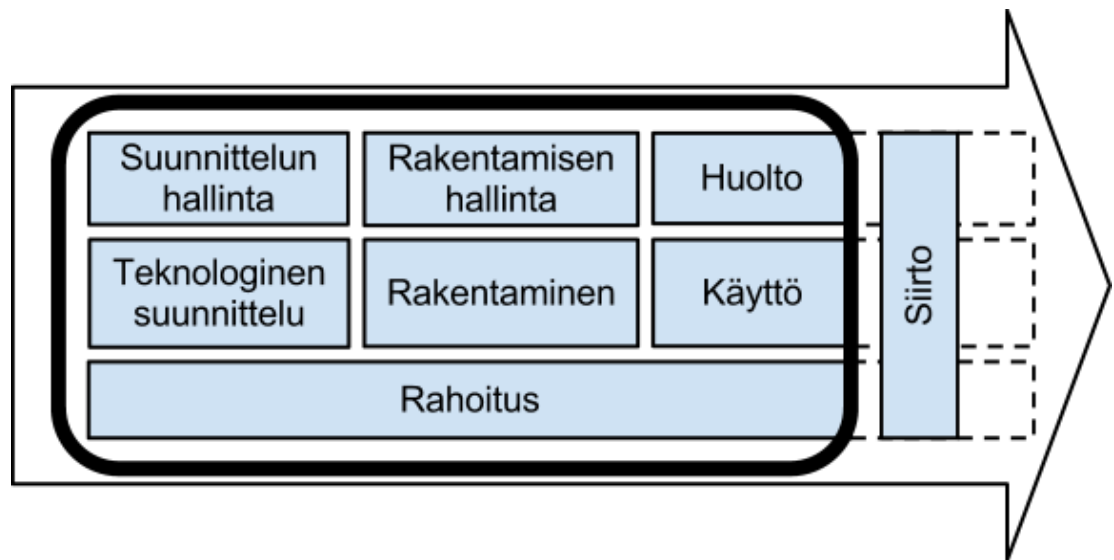 Suunnittelun
hallinta
Rakentamisen
hallinta
Huolto
Teknologinen
suunnittelu
Rakentaminen
Käyttö
Rahoitus
Siirto